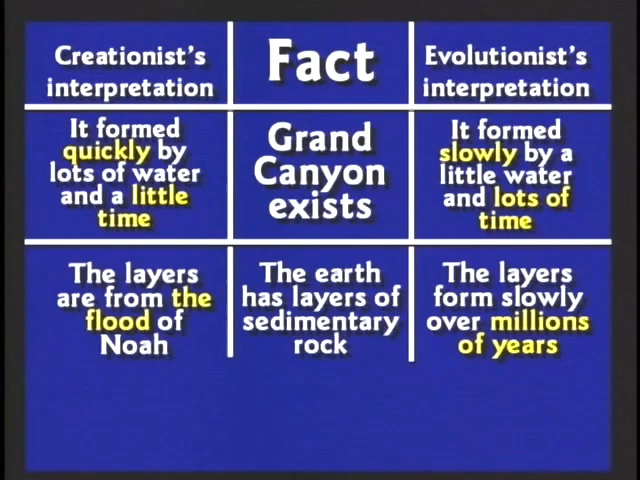 Creationist's
interpretation
Fact
Evolutionist's
interpretation
It formed
quickly by
lots of water
and a little
time
Grand
Canyon
exists
It formed
slowly by a
little water
and lots of
time
The layers
are from the
flood of
Noah
The earth
has layers of
sedimentary
rock
The layers
form slowly
over millions
of years